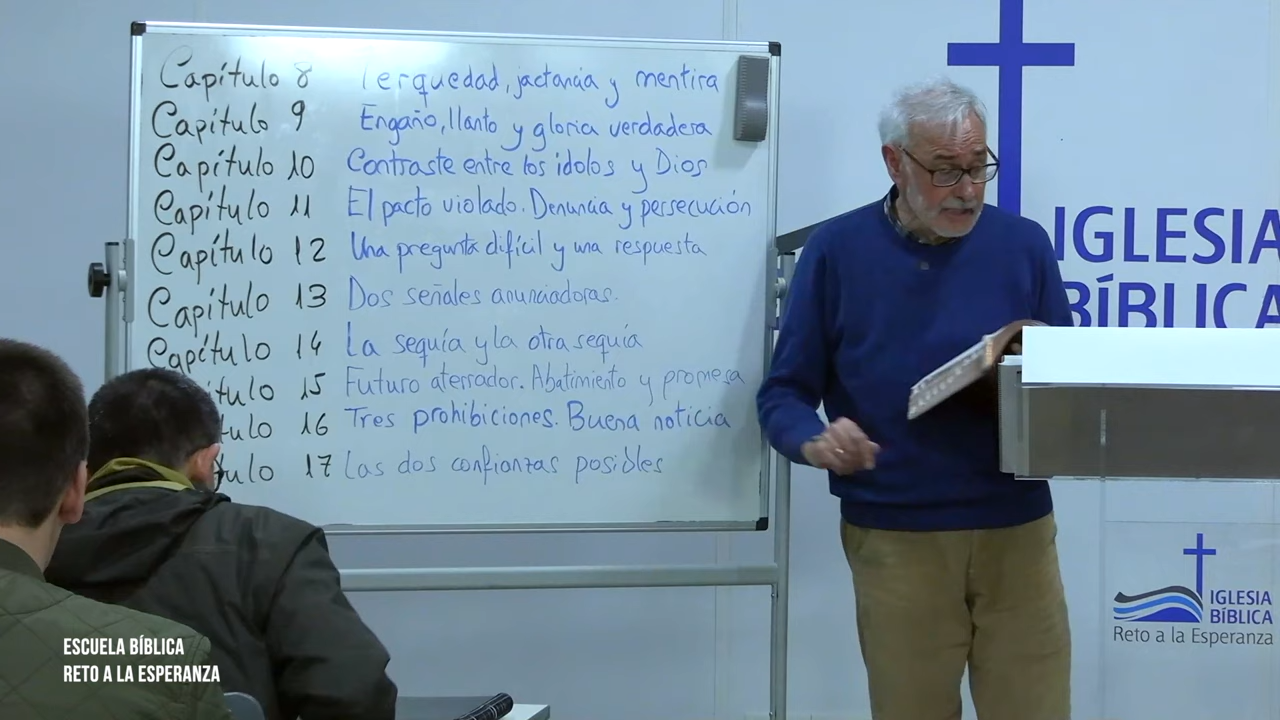 Capítulo 8 Terquedad, jactancia y mentira
Capítulo 9 Engaño, llanto y gloria verdadera
Capítulo 10 Contraste entre los ídolos y Dios
Capítulo 11 El pacto violado. Denuncia y persecución
Capítulo 12 Una pregunta difícil y una respuesta
Capítulo 13 Dos señales anunciadoras.
Capítulo 14 La sequía y la otra sequía
ítulo 15 Futuro aterrador. Abatimiento y promesa
tulo 16 Tres prohibiciones. Buena noticia
tulo 17 Las dos confianzas posibles
IGLESIA
BÍBLICA
IGLESIA
BÍBLICA
Reto a la Esperanza
ESCUELA BÍBLICA
RETO A LA ESPERANZA